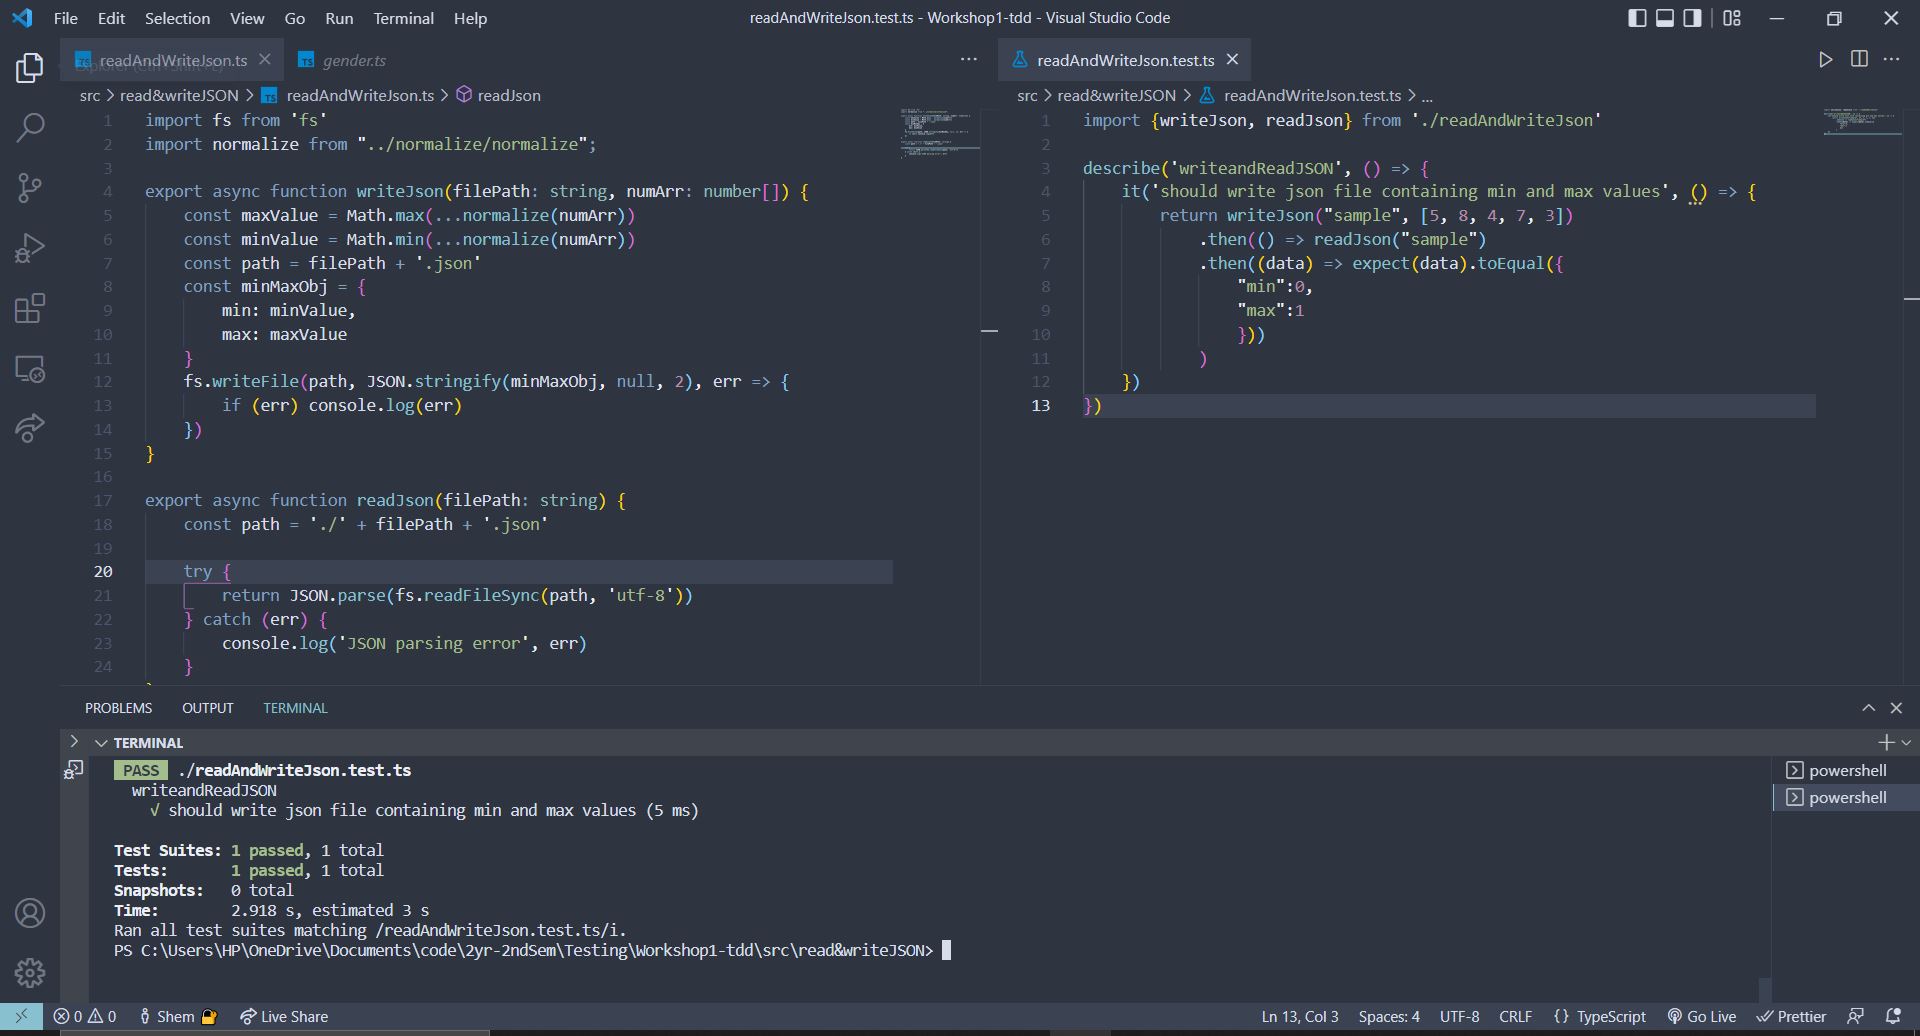 File Edit Selection View Go Run Terminal Help
readAndWriteJson.test.ts - Workshop1-tdd - Visual Studio Code
TS readAndWriteJson.ts
TS gender.ts
readAndWriteJson.test.ts
src > read&writeJSON > TS readAndWriteJson.ts > readJson
1 import fs from 'fs'
2 import normalize from "../normalize/normalize";
3
4 export async function writeJson(filePath: string, numArr: number[]) {
5 const maxValue = Math.max(...normalize(numArr))
6 const minValue = Math.min(...normalize(numArr))
7 const path = filePath + '.json'
8 const minMaxObj = {
9 min: minValue,
10 max: maxValue
11 }
12 fs.writeFile(path, JSON.stringify(minMaxObj, null, 2), err => {
13 if (err) console.log(err)
14 })
15 }
16
17 export async function readJson(filePath: string) {
18 const path = './' + filePath + '.json'
19
20 try {
21 return JSON.parse(fs.readFileSync(path, 'utf-8'))
22 } catch (err) {
23 console.log('JSON parsing error', err)
24 }
src > read&writeJSON > readAndWriteJson.test.ts > ...
1 import {writeJson, readJson} from './readAndWriteJson'
2
3 describe('writeandReadJSON', () => {
4 it('should write json file containing min and max values', () => {
5 return writeJson("sample", [5, 8, 4, 7, 3])
6 .then(() => readJson("sample")
7 .then((data) => expect(data).toEqual({
8 "min":0,
9 "max":1
10 }))
11 )
12 })
13 })
PROBLEMS OUTPUT TERMINAL
TERMINAL
PASS ./readAndWriteJson.test.ts
writeandReadJSON
√ should write json file containing min and max values (5 ms)
Test Suites: 1 passed, 1 total
Tests: 1 passed, 1 total
Snapshots: 0 total
Time: 2.918 s, estimated 3 s
Ran all test suites matching /readAndWriteJson.test.ts/i.
PS C:\Users\HP\OneDrive\Documents\code\2yr-2ndSem\Testing\Workshop1-tdd\src\read&writeJSON>
powershell
powershell
0 0 Shem Live Share
Ln 13, Col 3 Spaces: 4 UTF-8 CRLF {} TypeScript Go Live Prettier